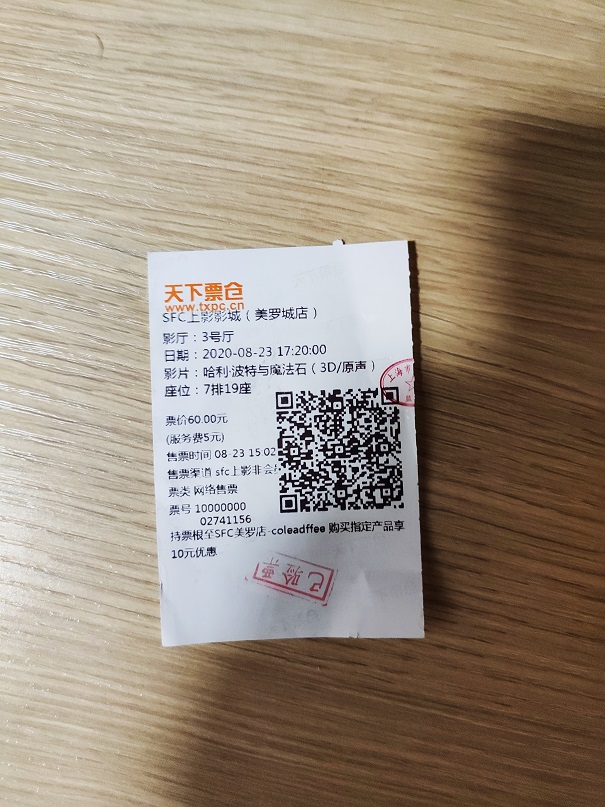 天下票仓
www.txpc.cn
SFC上影影城（美罗城店）
影厅：3号厅
日期：2020-08-23 17:20:00
影片：哈利·波特与魔法石（3D/原声）
座位：7排19座
票价60.00元
(服务费5元)
售票时间 08-23 15:02
售票渠道 sfc上影非会
票类 网络售票
票号 10000000
02741156
持票根至SFC美罗店-coleadffee 购买指定产品享
10元优惠
已验票
上海